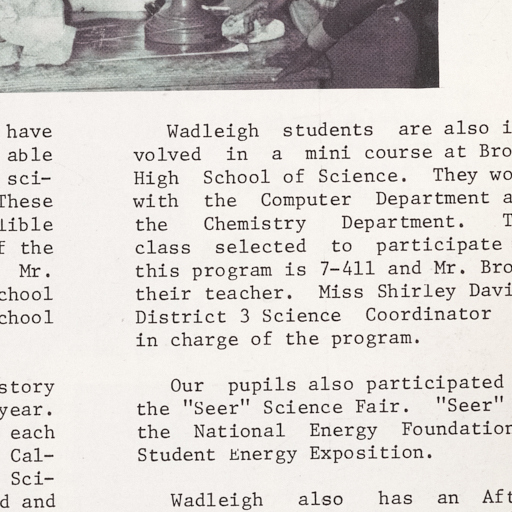 have
able
sci-
These
lible
f the
Mr.
chool
chool
story
year.
each
Cal-
Sci-
d and
Wadleigh students are also i
volved in a mini course at Bro
High School of Science. They wo
with the Computer Department a
the Chemistry Department. T
class selected to participate
this program is 7-411 and Mr. Bro
their teacher. Miss Shirley Davi
District 3 Science Coordinator
in charge of the program.
Our pupils also participated
the "Seer" Science Fair. "Seer"
the National Energy Foundation
Student Energy Exposition.
Wadleigh also has an Aft